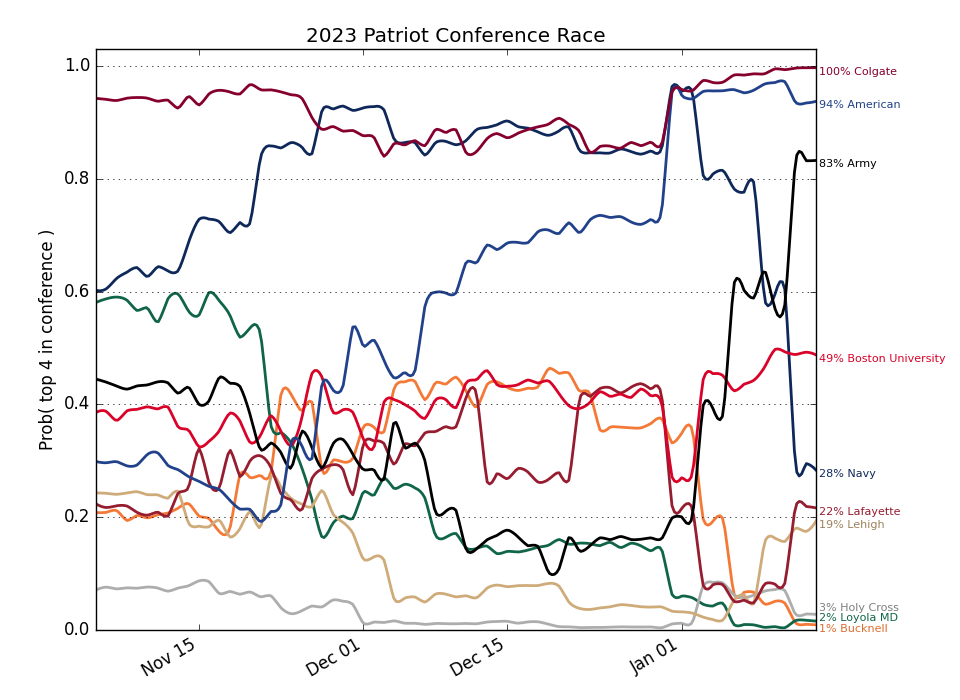 2023 Patriot Conference Race
Prob( top 4 in conference )
1.0
0.8
0.6
0.4
0.2
0.0
Nov 15
Dec 01
Dec 15
Jan 01
100% Colgate
94% American
83% Army
49% Boston University
28% Navy
22% Lafayette
19% Lehigh
3% Holy Cross
2% Loyola MD
1% Bucknell